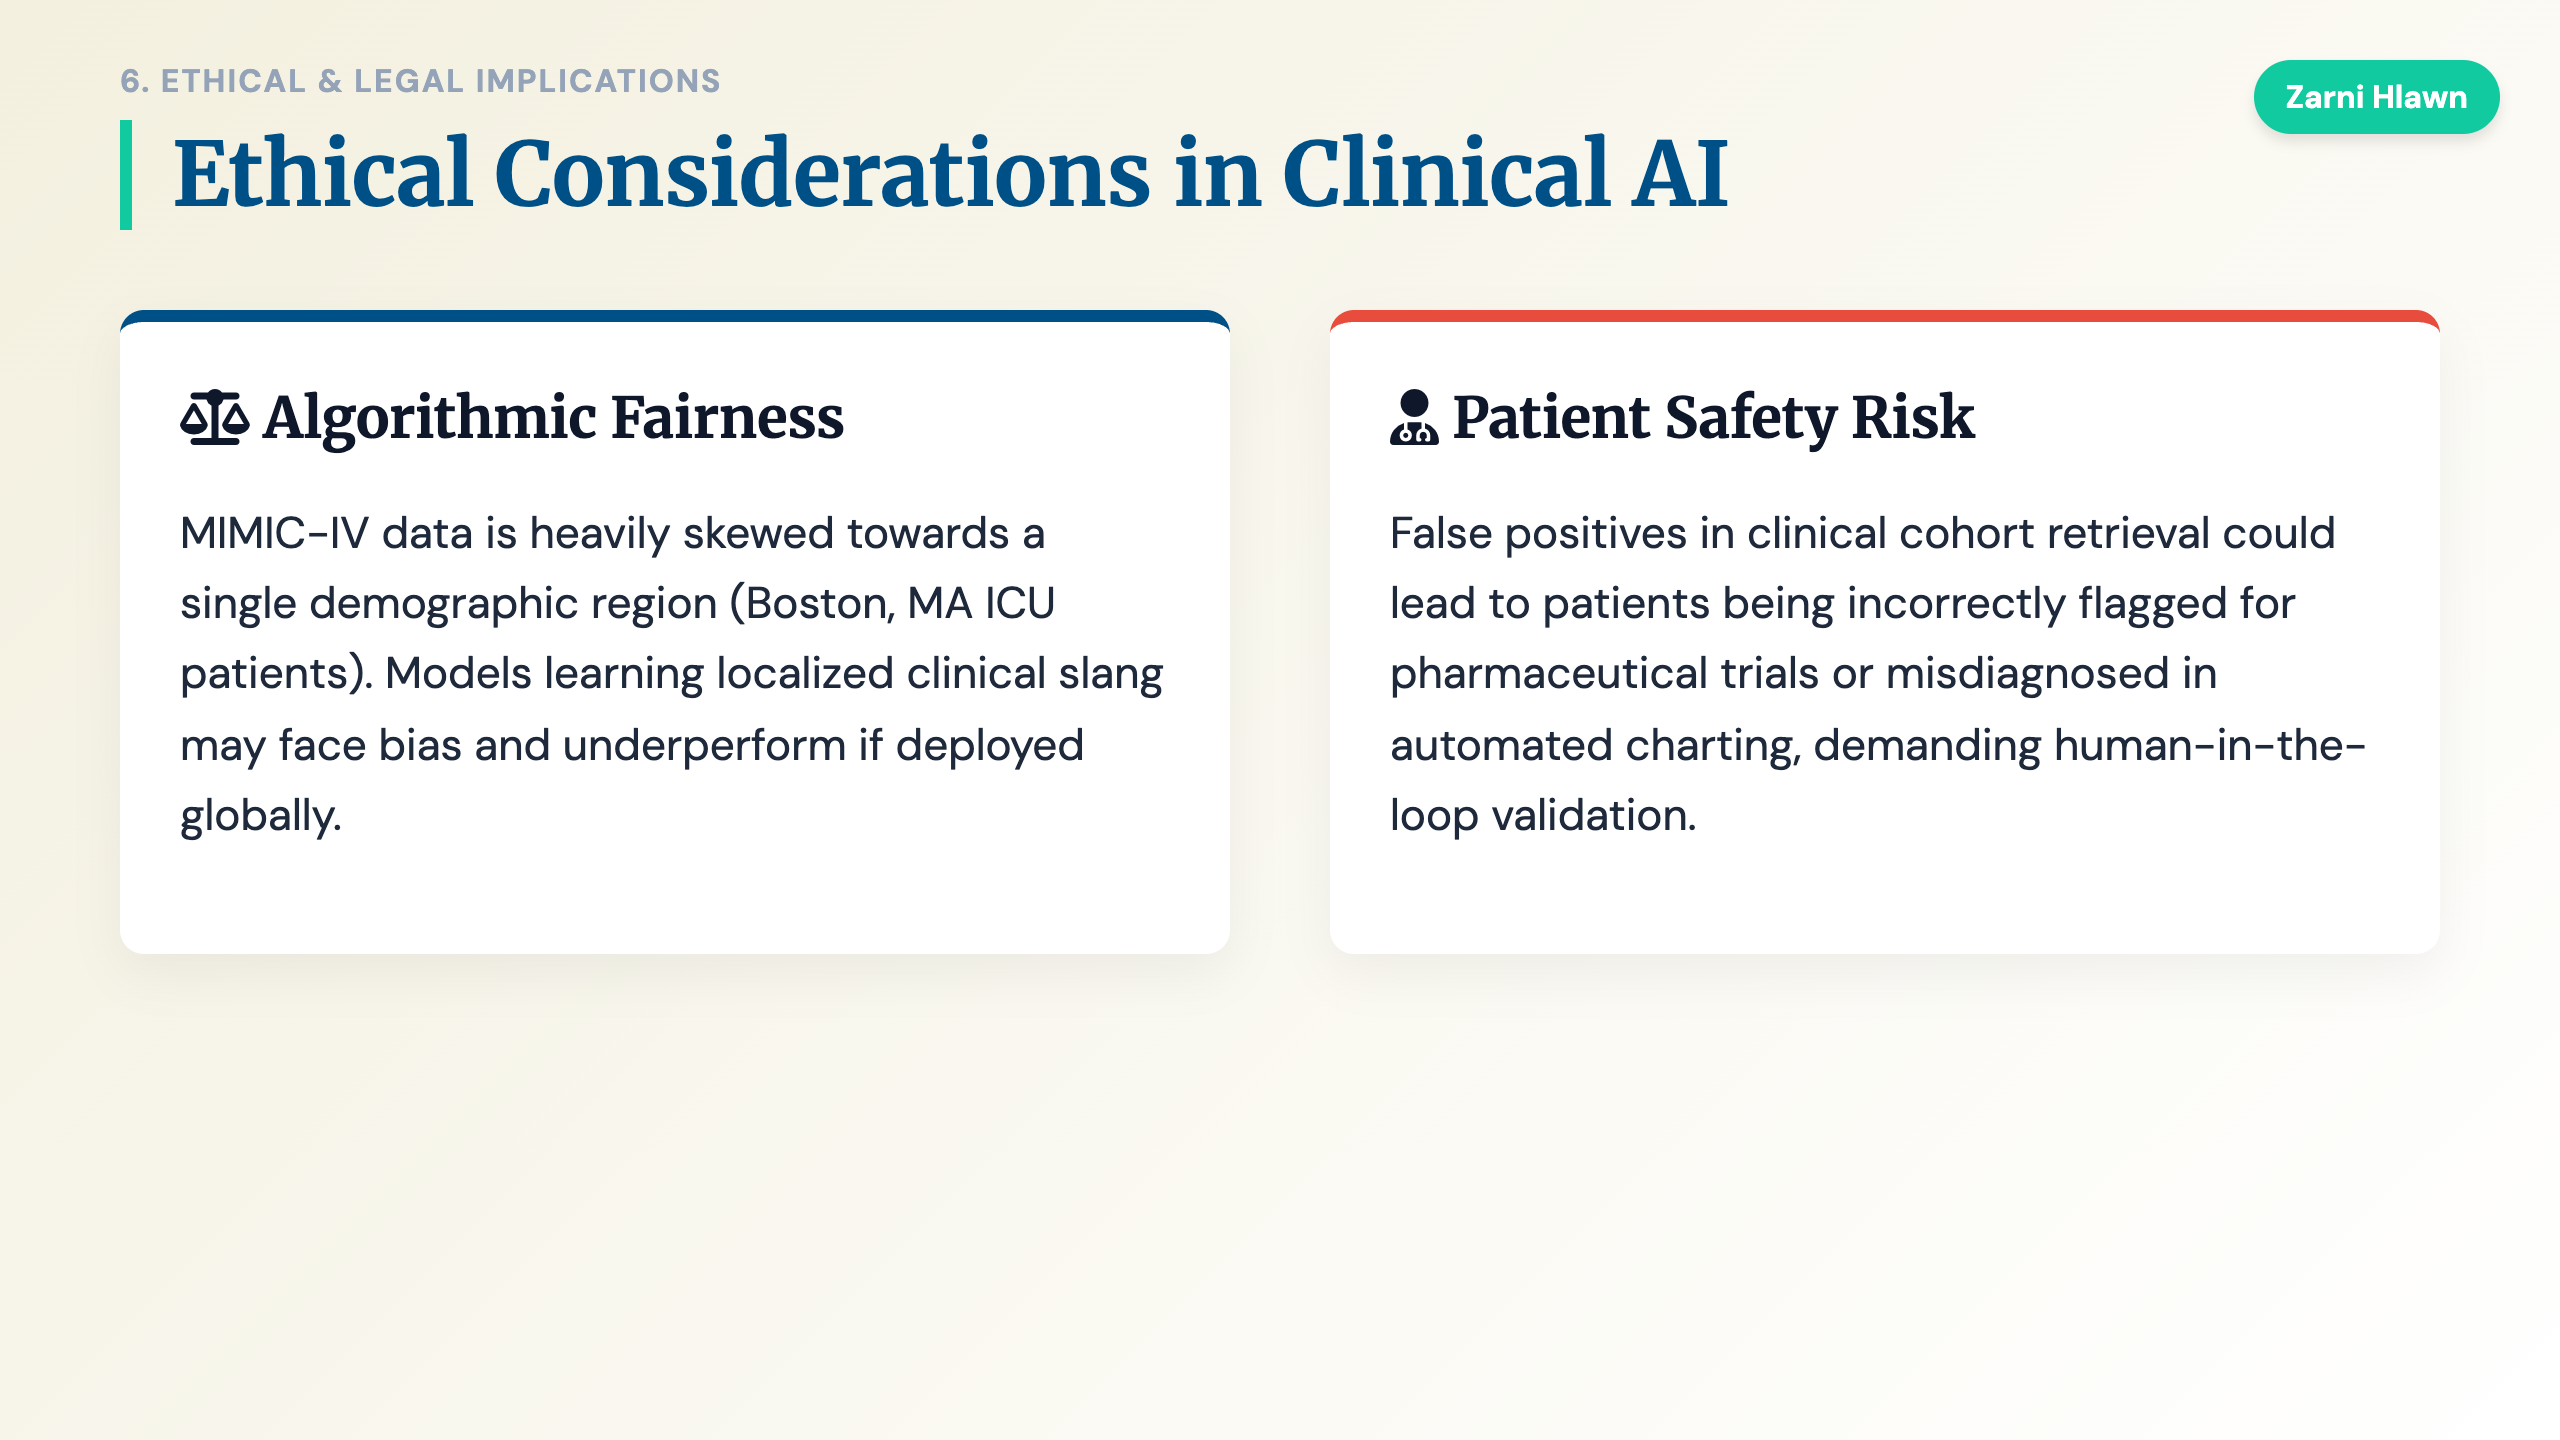 6. ETHICAL & LEGAL IMPLICATIONS
Zarni Hlawn
Ethical Considerations in Clinical AI
Algorithmic Fairness
MIMIC-IV data is heavily skewed towards a
single demographic region (Boston, MA ICU
patients). Models learning localized clinical slang
may face bias and underperform if deployed
globally.
Patient Safety Risk
False positives in clinical cohort retrieval could
lead to patients being incorrectly flagged for
pharmaceutical trials or misdiagnosed in
automated charting, demanding human-in-the-
loop validation.